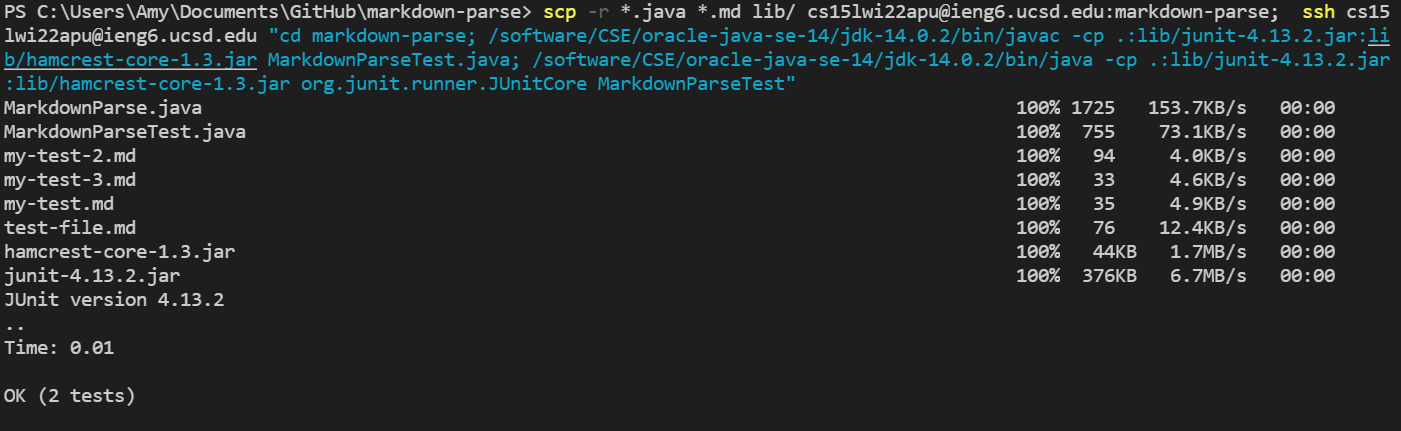 PS C:\Users\Amy\Documents\GitHub\markdown-parse> scp -r *.java *.md lib/ cs15lwi22apu@ieng6.ucsd.edu:markdown-parse;  ssh cs15
lwi22apu@ieng6.ucsd.edu "cd markdown-parse; /software/CSE/oracle-java-se-14/jdk-14.0.2/bin/javac -cp .:lib/junit-4.13.2.jar:li
b/hamcrest-core-1.3.jar MarkdownParseTest.java; /software/CSE/oracle-java-se-14/jdk-14.0.2/bin/java -cp .:lib/junit-4.13.2.jar
:lib/hamcrest-core-1.3.jar org.junit.runner.JUnitCore MarkdownParseTest"
MarkdownParse.java 100% 1725 153.7KB/s 00:00
MarkdownParseTest.java 100% 755 73.1KB/s 00:00
my-test-2.md 100% 94 4.0KB/s 00:00
my-test-3.md 100% 33 4.6KB/s 00:00
my-test.md 100% 35 4.9KB/s 00:00
test-file.md 100% 76 12.4KB/s 00:00
hamcrest-core-1.3.jar 100% 44KB 1.7MB/s 00:00
junit-4.13.2.jar 100% 376KB 6.7MB/s 00:00
JUnit version 4.13.2
..
Time: 0.01
OK (2 tests)